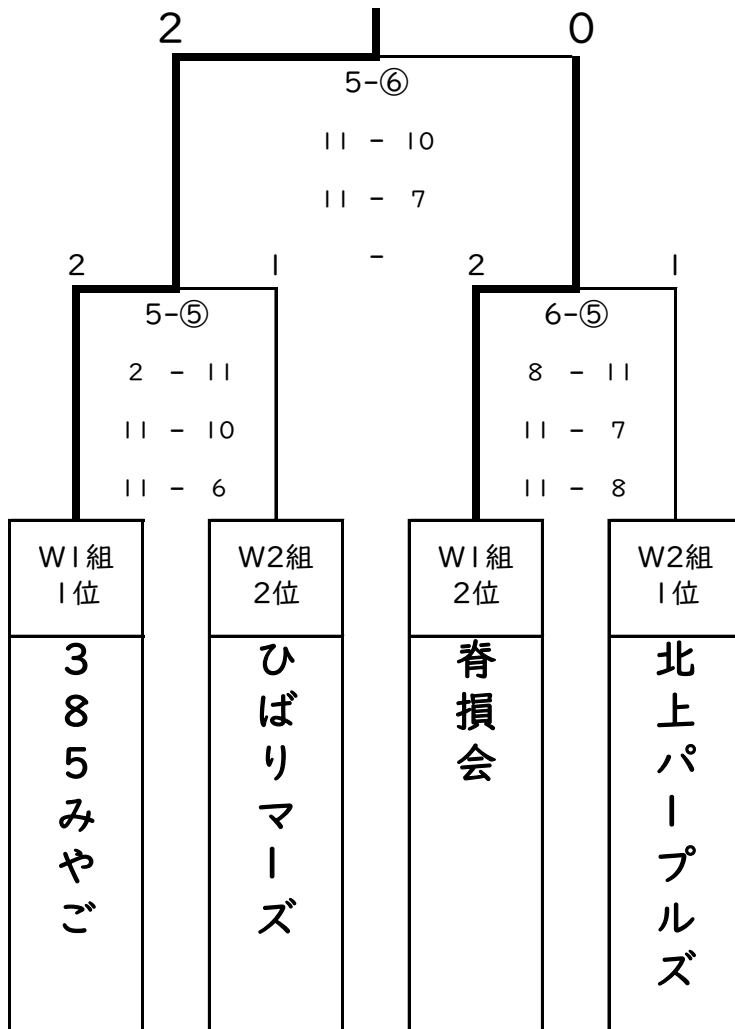 2 0
5-⑥
11 - 10
11 - 7
-
2 1 2 1
5-⑤
2 - 11
11 - 10
11 - 6
6-⑤
8 - 11
11 - 7
11 - 8
W1組
1位
385みやご
W2組
2位
ひばりマーズ
W1組
2位
脊損会
W2組
1位
北上パープルズ